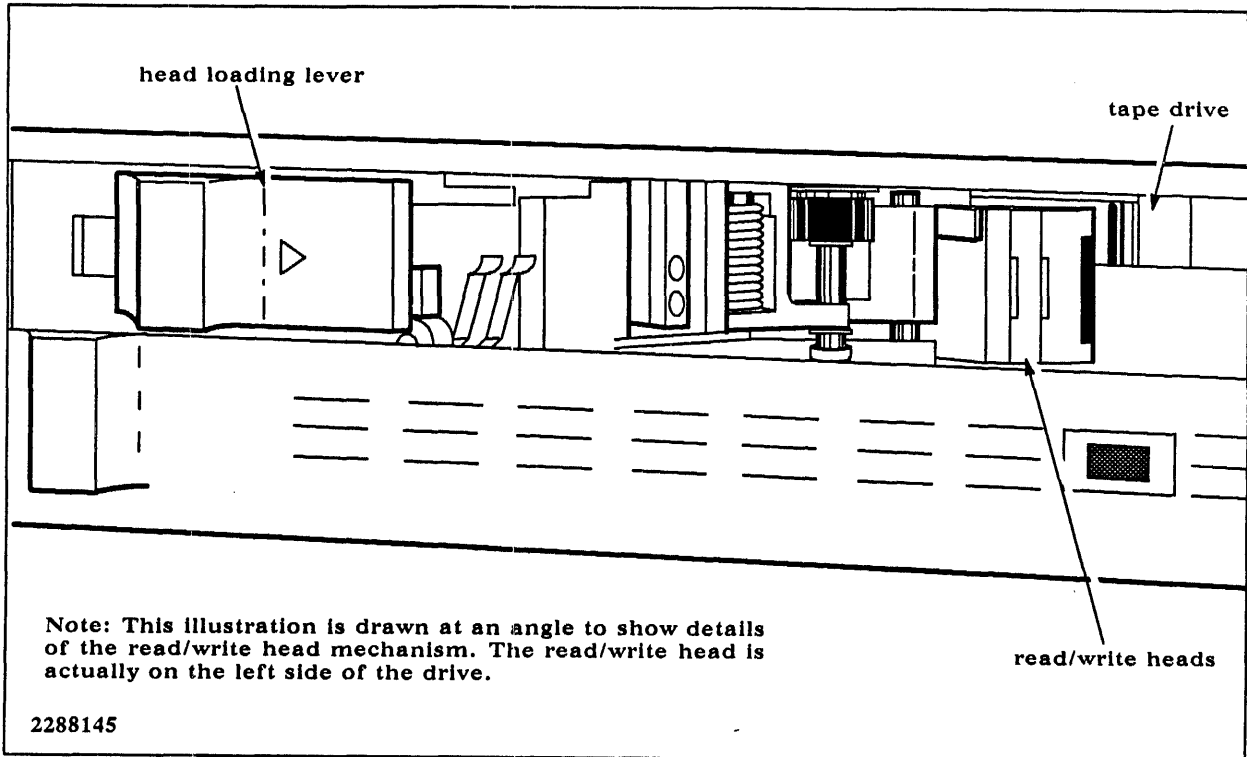 head loading lever
tape drive
Note: This illustration is drawn at an angle to show details
of the read/write head mechanism. The read/write head is
actually on the left side of the drive.
read/write heads
2288145